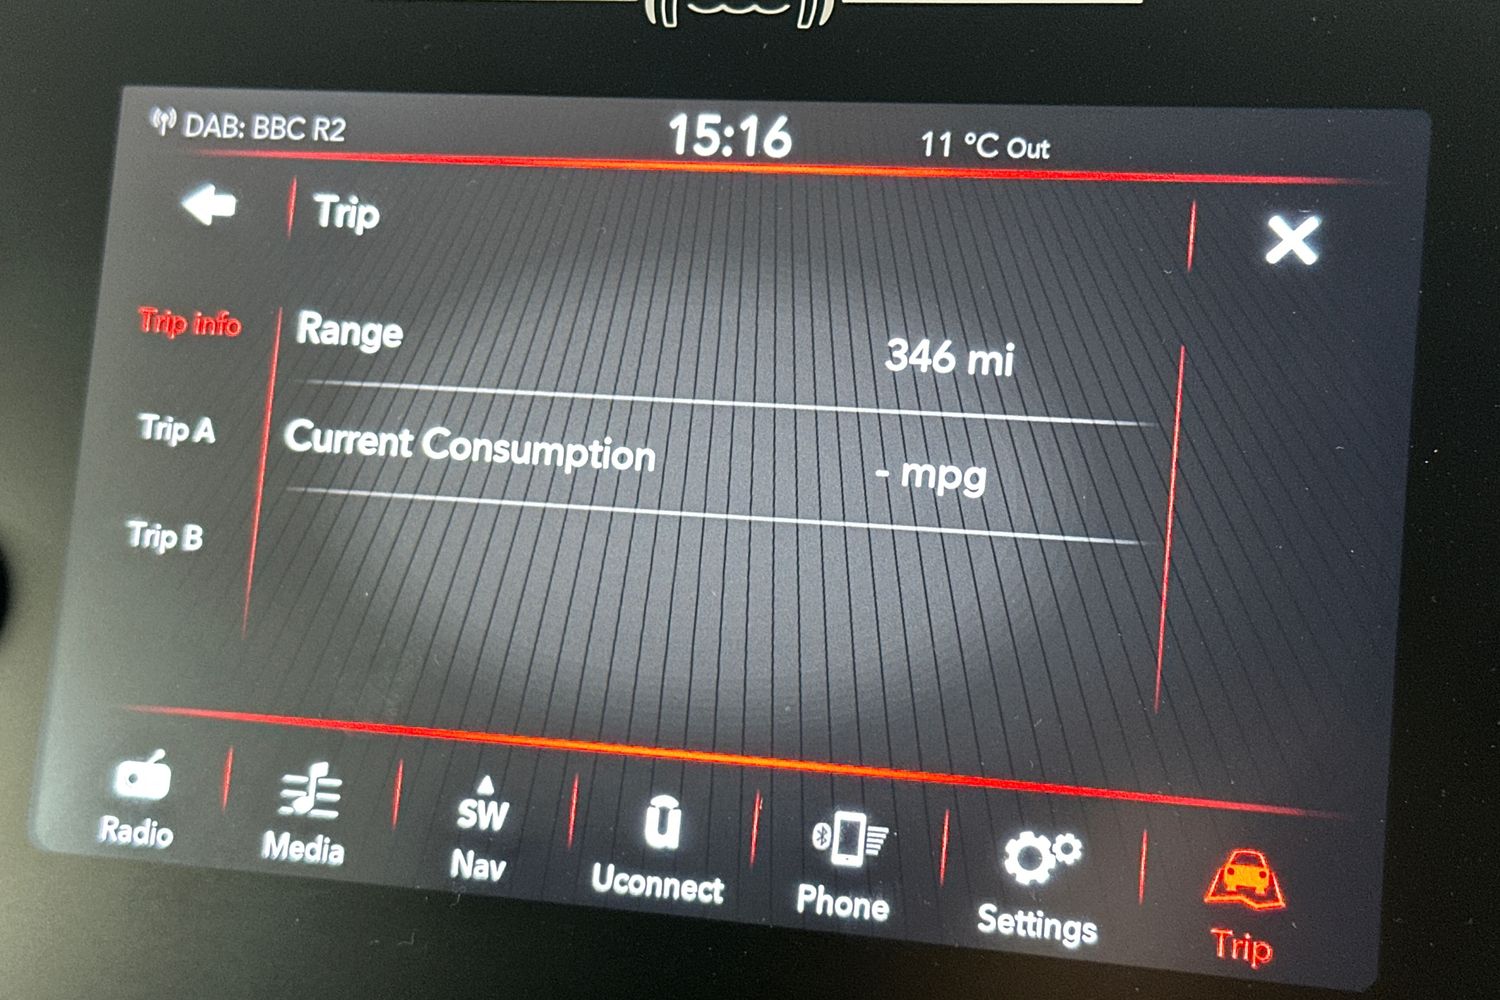 DAB: BBC R2
15:16
11 °C Out
Trip
Trip info
Range
346 mi
Trip A
Current Consumption
- mpg
Trip B
Radio
Media
SW
Nav
u
Uconnect
Phone
Settings
Trip